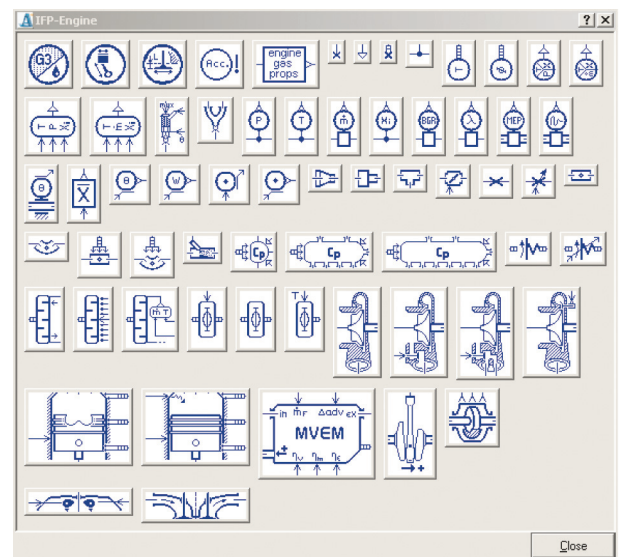 IFP-Engine
G3
Acc.!
engine
gas
props
P
T
ṁ
Xi
BGR
λ
MEP
θ
X̄
θ
W
Cp
Cp
Cp
ṁ T
T
in ṁf Δadv ex
MVEM
ηv ηm ηc
Close